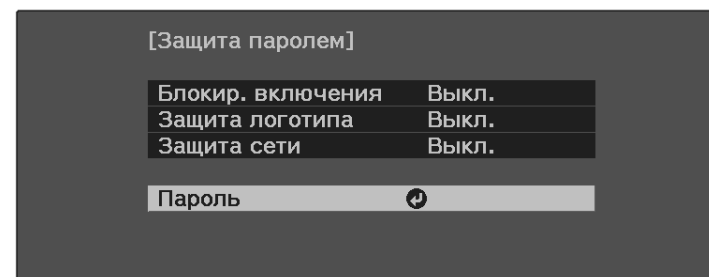 [Защита паролем]
Блокир. включения Выкл.
Защита логотипа Выкл.
Защита сети Выкл.
Пароль